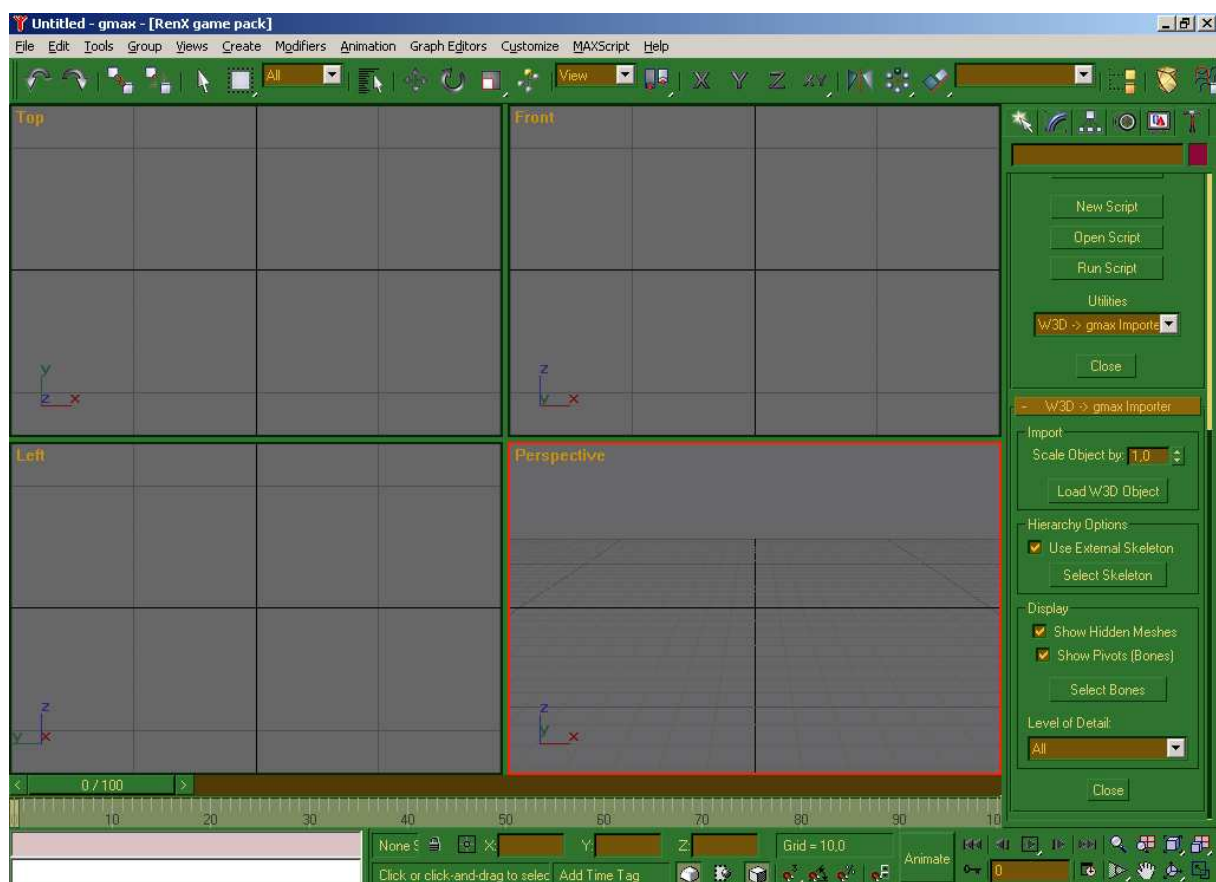 Untitled - gmax - [RenX game pack]
File Edit Tools Group Views Create Modifiers Animation Graph Editors Customize MAXScript Help
All View X Y Z XY
Top
Front
y
z x
z
y x
Left
Perspective
z
y x
z
y x
New Script
Open Script
Run Script
Utilities
W3D -> gmax Importe
Close
- W3D -> gmax Importer
Import
Scale Object by: 1,0
Load W3D Object
Hierarchy Options
Use External Skeleton
Select Skeleton
Display
Show Hidden Meshes
Show Pivots (Bones)
Select Bones
Level of Detail:
All
Close
< 0 / 100 >
10 20 30 40 50 60 70 80 90 10
None S X: Y: Z: Grid = 10,0
Animate
Click or click-and-drag to selec Add Time Tag
0